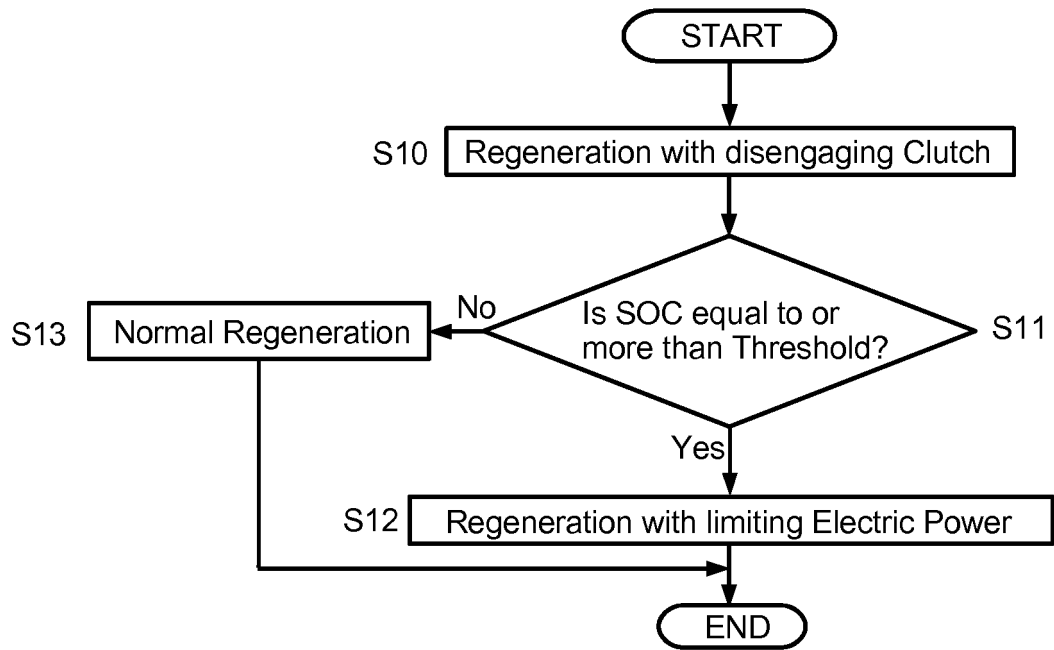 START
S10
Regeneration with disengaging Clutch
Is SOC equal to or
more than Threshold?
S11
No
S13
Normal Regeneration
Yes
S12
Regeneration with limiting Electric Power
END